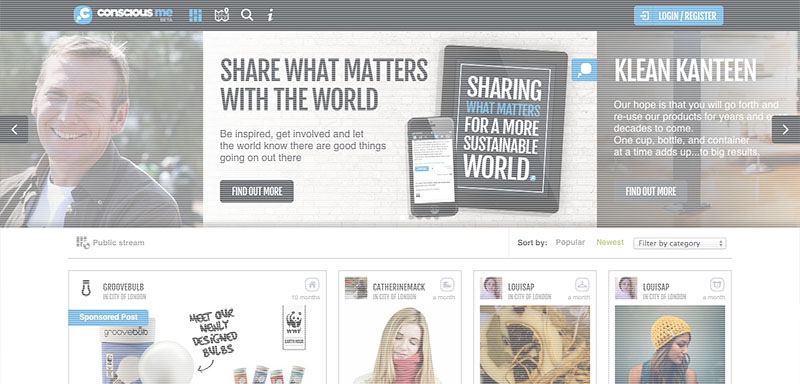 conscious me
BETA
i
LOGIN / REGISTER
SHARE WHAT MATTERS
WITH THE WORLD
Be inspired, get involved and let
the world know there are good things
going on out there
FIND OUT MORE
SHARING
WHAT MATTERS
FOR A MORE
SUSTAINABLE
WORLD.
KLEAN KANTEEN
Our hope is that you will go forth and
re-use our products for years and
decades to come.
One cup, bottle, and container
at a time adds up...to big results.
FIND OUT MORE
Public stream
Sort by: Popular Newest Filter by category
GROOVEBULB
IN CITY OF LONDON
10 months
Sponsored Post
groovebulb
MEET OUR
NEWLY
DESIGNED
BULBS
WWF
EARTH HOUR
CATHERINEMACK
IN CITY OF LONDON
a month
LOUISAP
IN CITY OF LONDON
a month
LOUISAP
IN CITY OF LONDON
a month